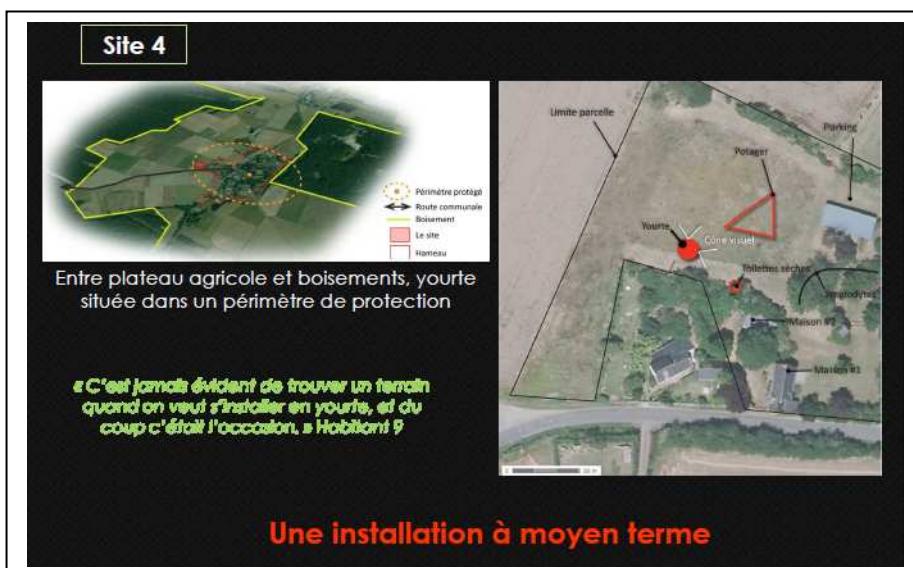 Site 4
Périmètre protégé
Route communale
Boisement
Le site
Hameau
Entre plateau agricole et boisements, yourte
située dans un périmètre de protection
« C'est jamais évident de trouver un terrain
quand on veut s'installer en yourte, et du
coup c'était l'occasion. » Habitant 9
Limite parcelle
Parking
Potager
Yourte
Cône visuel
Toilettes sèches
Maison #2
Maison #1
Une installation à moyen terme